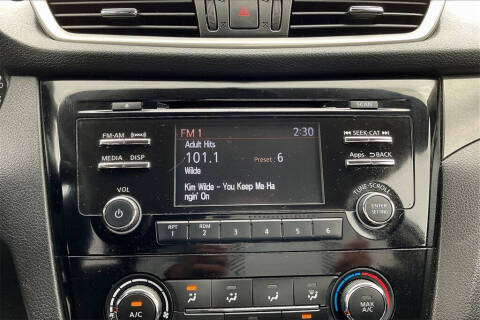 SCAN
FM-AM
MEDIA DISP
VOL
FM 1 2:30
Adult Hits
101.1 Preset: 6
Wilde
Kim Wilde - You Keep Me Ha
ngin' On
SEEK·CAT
Apps BACK
TUNE·SCROLL
ENTER
SETTING
RPT RDM
1 2 3 4 5 6
MAX
A/C